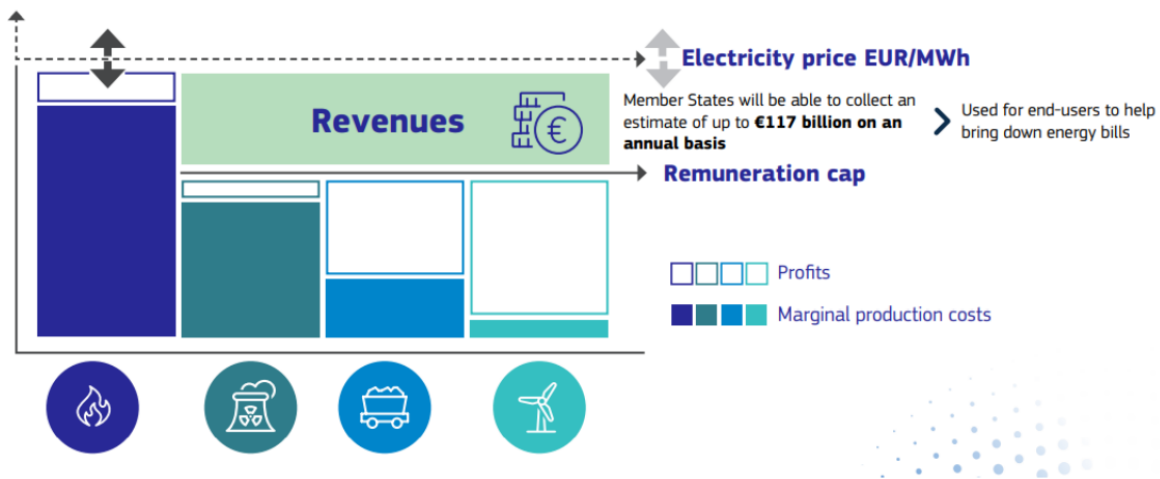 Electricity price EUR/MWh
Revenues
€
Member States will be able to collect an
estimate of up to €117 billion on an
annual basis
Used for end-users to help
bring down energy bills
Remuneration cap
Profits
Marginal production costs